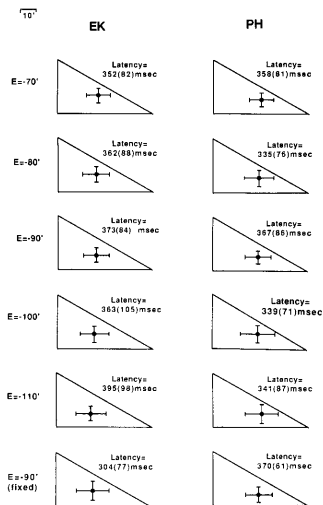 10'
EK PH
E=-70'
Latency=
352(82)msec
Latency=
358(81)msec
E=-80'
Latency=
362(88)msec
Latency=
335(76)msec
E=-90'
Latency=
373(84) msec
Latency=
367(86)msec
E=-100'
Latency=
363(105)msec
Latency=
339(71)msec
E=-110'
Latency=
395(98)msec
Latency=
341(87)msec
E=-90'
(fixed)
Latency=
304(77)msec
Latency=
370(61)msec